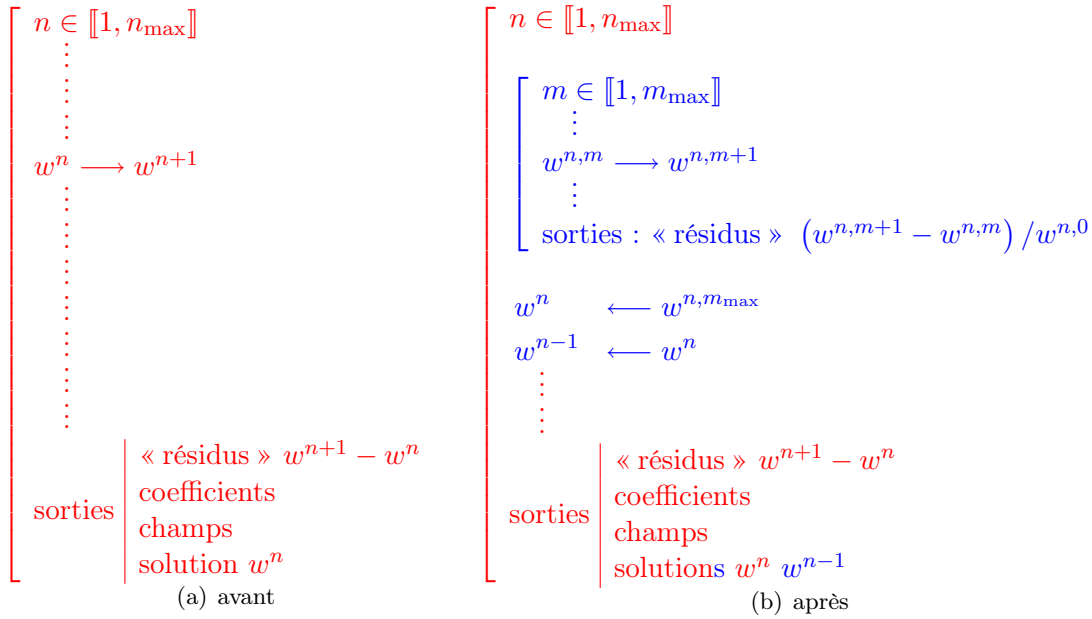 n ∈ ⟦1, n_max⟧
w^n ⟶ w^{n+1}
sorties
« résidus » w^{n+1} − w^n
coefficients
champs
solution w^n
(a) avant
n ∈ ⟦1, n_max⟧
m ∈ ⟦1, m_max⟧
w^{n,m} ⟶ w^{n,m+1}
sorties : « résidus » (w^{n,m+1} − w^{n,m}) /w^{n,0}
w^n ⟵ w^{n,m_max}
w^{n−1} ⟵ w^n
sorties
« résidus » w^{n+1} − w^n
coefficients
champs
solutions w^n w^{n−1}
(b) après